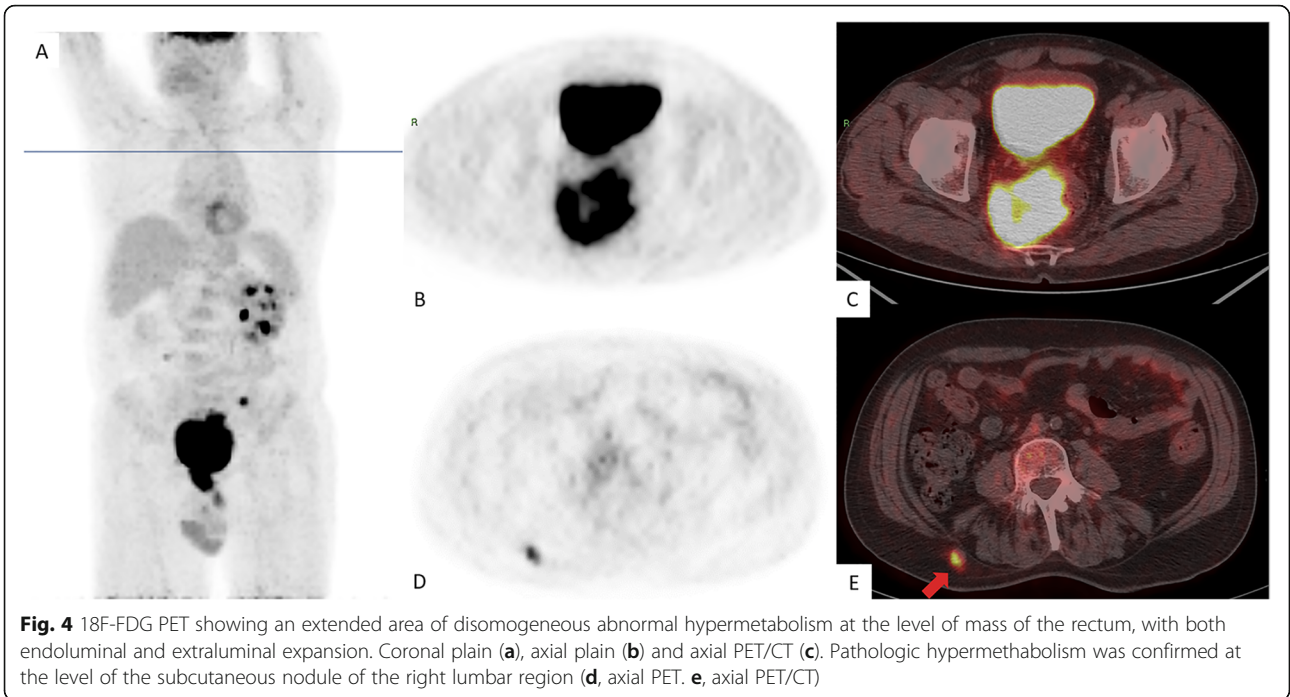 A
R
B
R
C
D
E
Fig. 4 18F-FDG PET showing an extended area of disomogeneous abnormal hypermetabolism at the level of mass of the rectum, with both
endoluminal and extraluminal expansion. Coronal plain (a), axial plain (b) and axial PET/CT (c). Pathologic hypermethabolism was confirmed at
the level of the subcutaneous nodule of the right lumbar region (d, axial PET. e, axial PET/CT)